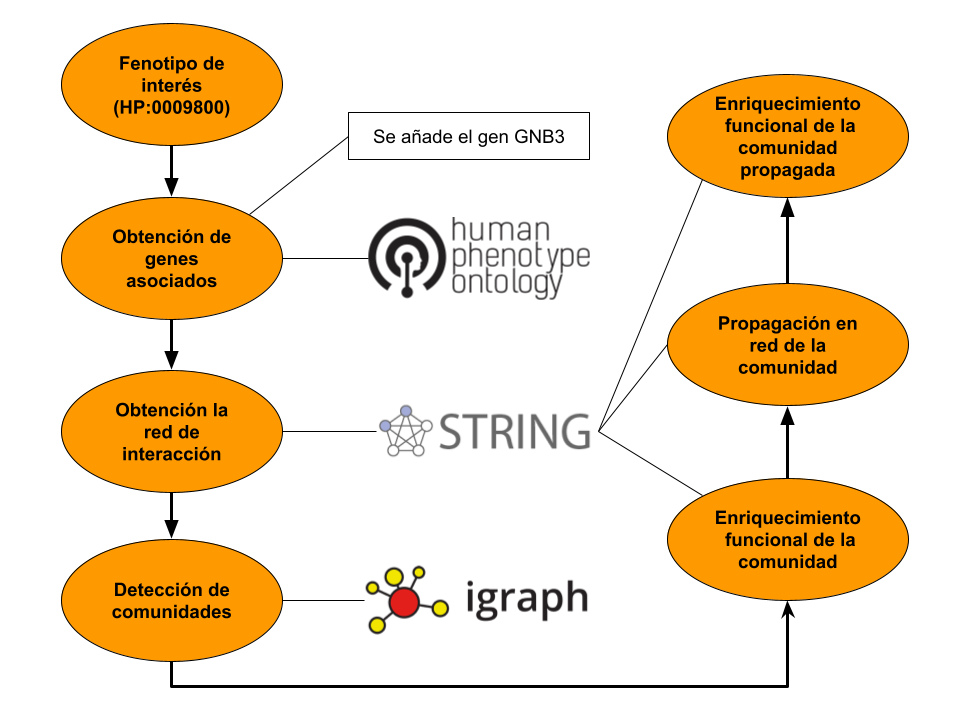 Fenotipo de
interés
(HP:0009800)
Se añade el gen GNB3
Obtención de
genes
asociados
human
phenotype
ontology
Obtención la
red de
interacción
STRING
Detección de
comunidades
igraph
Enriquecimiento
funcional de la
comunidad
propagada
Propagación en
red de la
comunidad
Enriquecimiento
funcional de la
comunidad